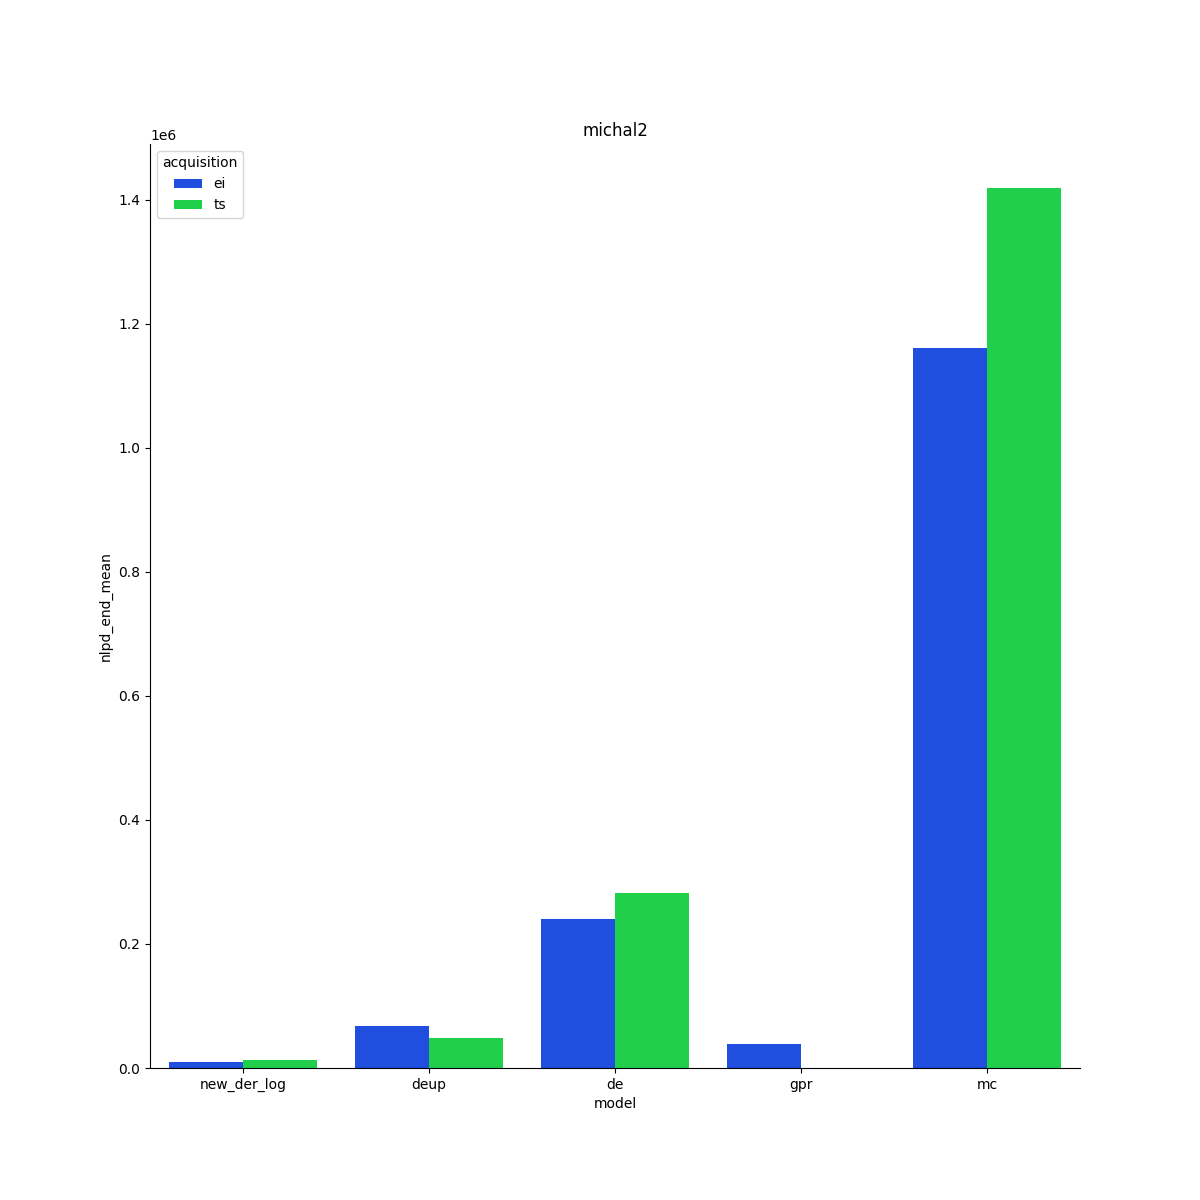 michal2
1e6
acquisition
ei
ts
1.4
1.2
1.0
0.8
0.6
0.4
0.2
0.0
nlpd_end_mean
new_der_log deup de gpr mc
model